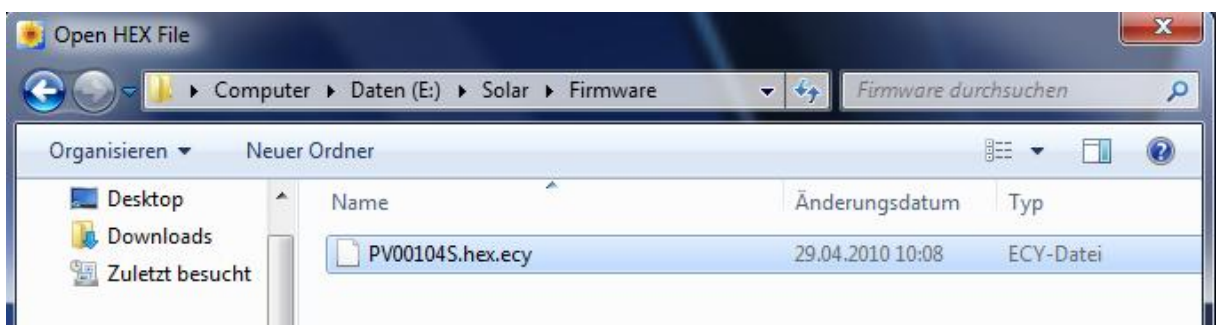 Open HEX File
Computer Daten (E:) Solar Firmware Firmware durchsuchen
Organisieren Neuer Ordner
Desktop Name Änderungsdatum Typ
Downloads PV00104S.hex.ecy 29.04.2010 10:08 ECY-Datei
Zuletzt besucht